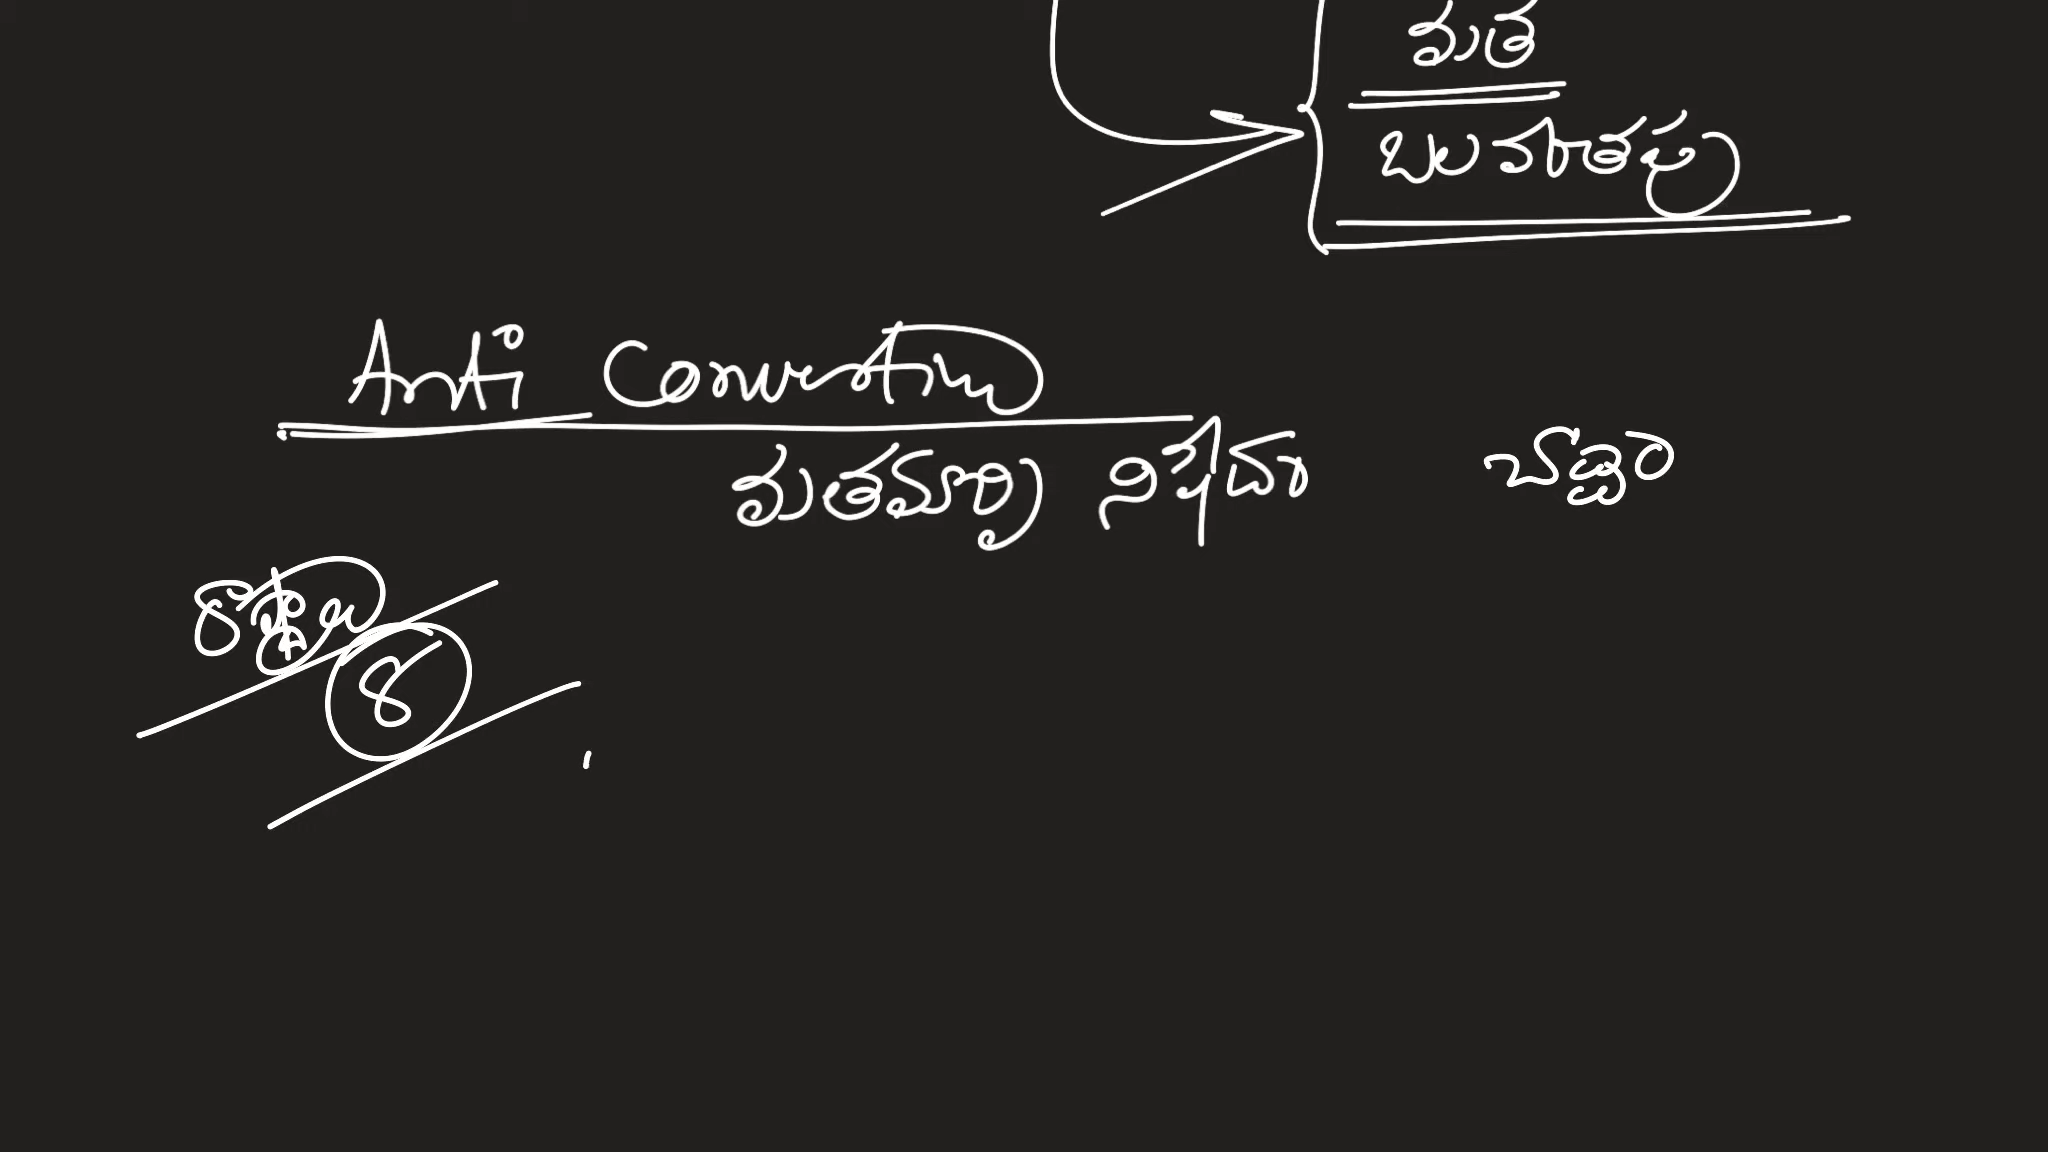 మత
బలవంతపు
Anti Conversion
మతమార్పిడి నిషేదం చట్టం
రాష్ట్రాలు
8